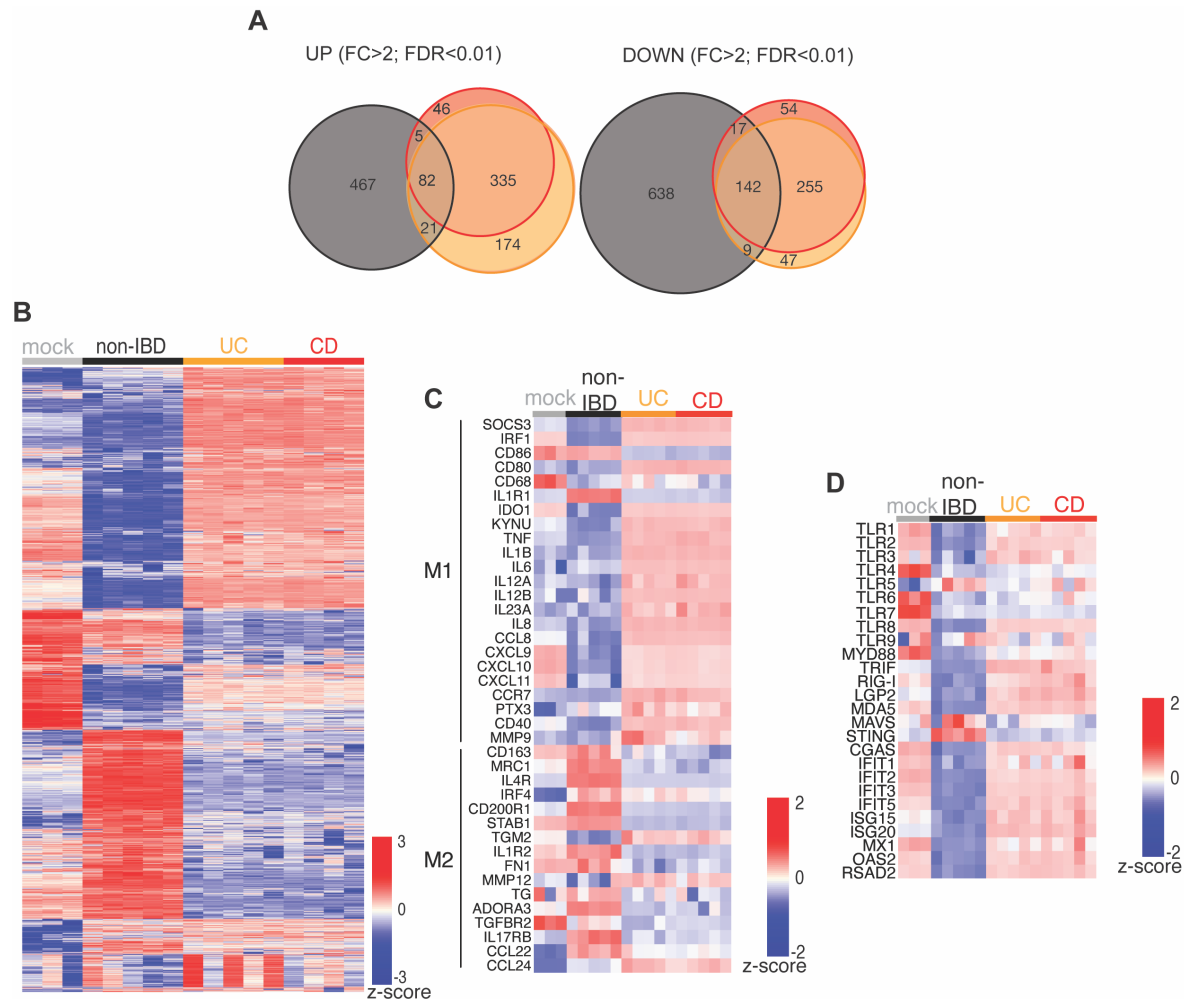 A
UP (FC>2; FDR<0.01)
DOWN (FC>2; FDR<0.01)
46
5
467
82
335
21
174
54
17
638
142
255
9
47
B
mock
non-IBD
UC
CD
3
0
-3
z-score
C
mock
non-
IBD
UC
CD
M1
SOCS3
IRF1
CD86
CD80
CD68
IL1R1
IDO1
KYNU
TNF
IL1B
IL6
IL12A
IL12B
IL23A
IL8
CCL8
CXCL9
CXCL10
CXCL11
CCR7
PTX3
CD40
MMP9
M2
CD163
MRC1
IL4R
IRF4
CD200R1
STAB1
TGM2
IL1R2
FN1
MMP12
TG
ADORA3
TGFBR2
IL17RB
CCL22
CCL24
2
0
-2
z-score
D
mock
non-
IBD
UC
CD
TLR1
TLR2
TLR3
TLR4
TLR5
TLR6
TLR7
TLR8
TLR9
MYD88
TRIF
RIG-I
LGP2
MDA5
MAVS
STING
CGAS
IFIT1
IFIT2
IFIT3
IFIT5
ISG15
ISG20
MX1
OAS2
RSAD2
2
0
-2
z-score